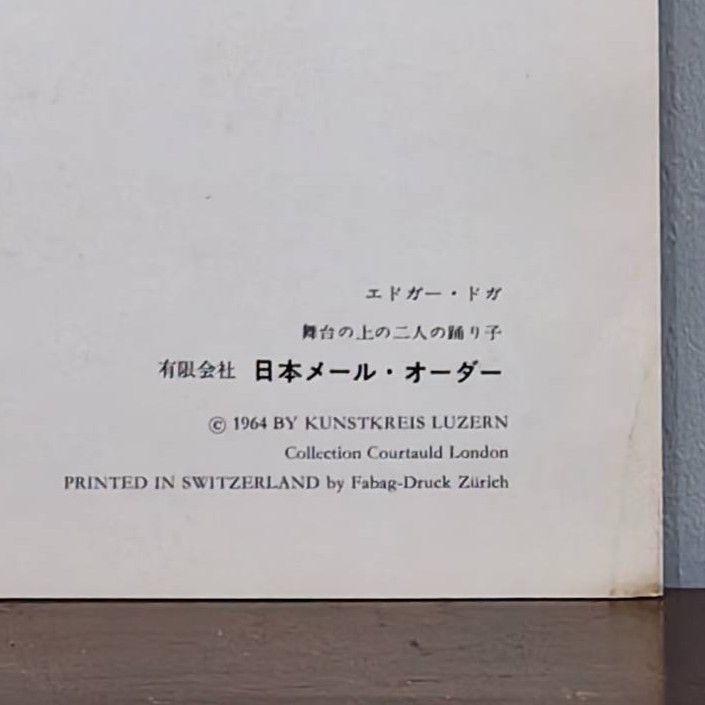 エドガー・ドガ
舞台の上の二人の踊り子
有限会社 日本メール・オーダー
© 1964 BY KUNSTKREIS LUZERN
Collection Courtauld London
PRINTED IN SWITZERLAND by Fabag-Druck Zürich